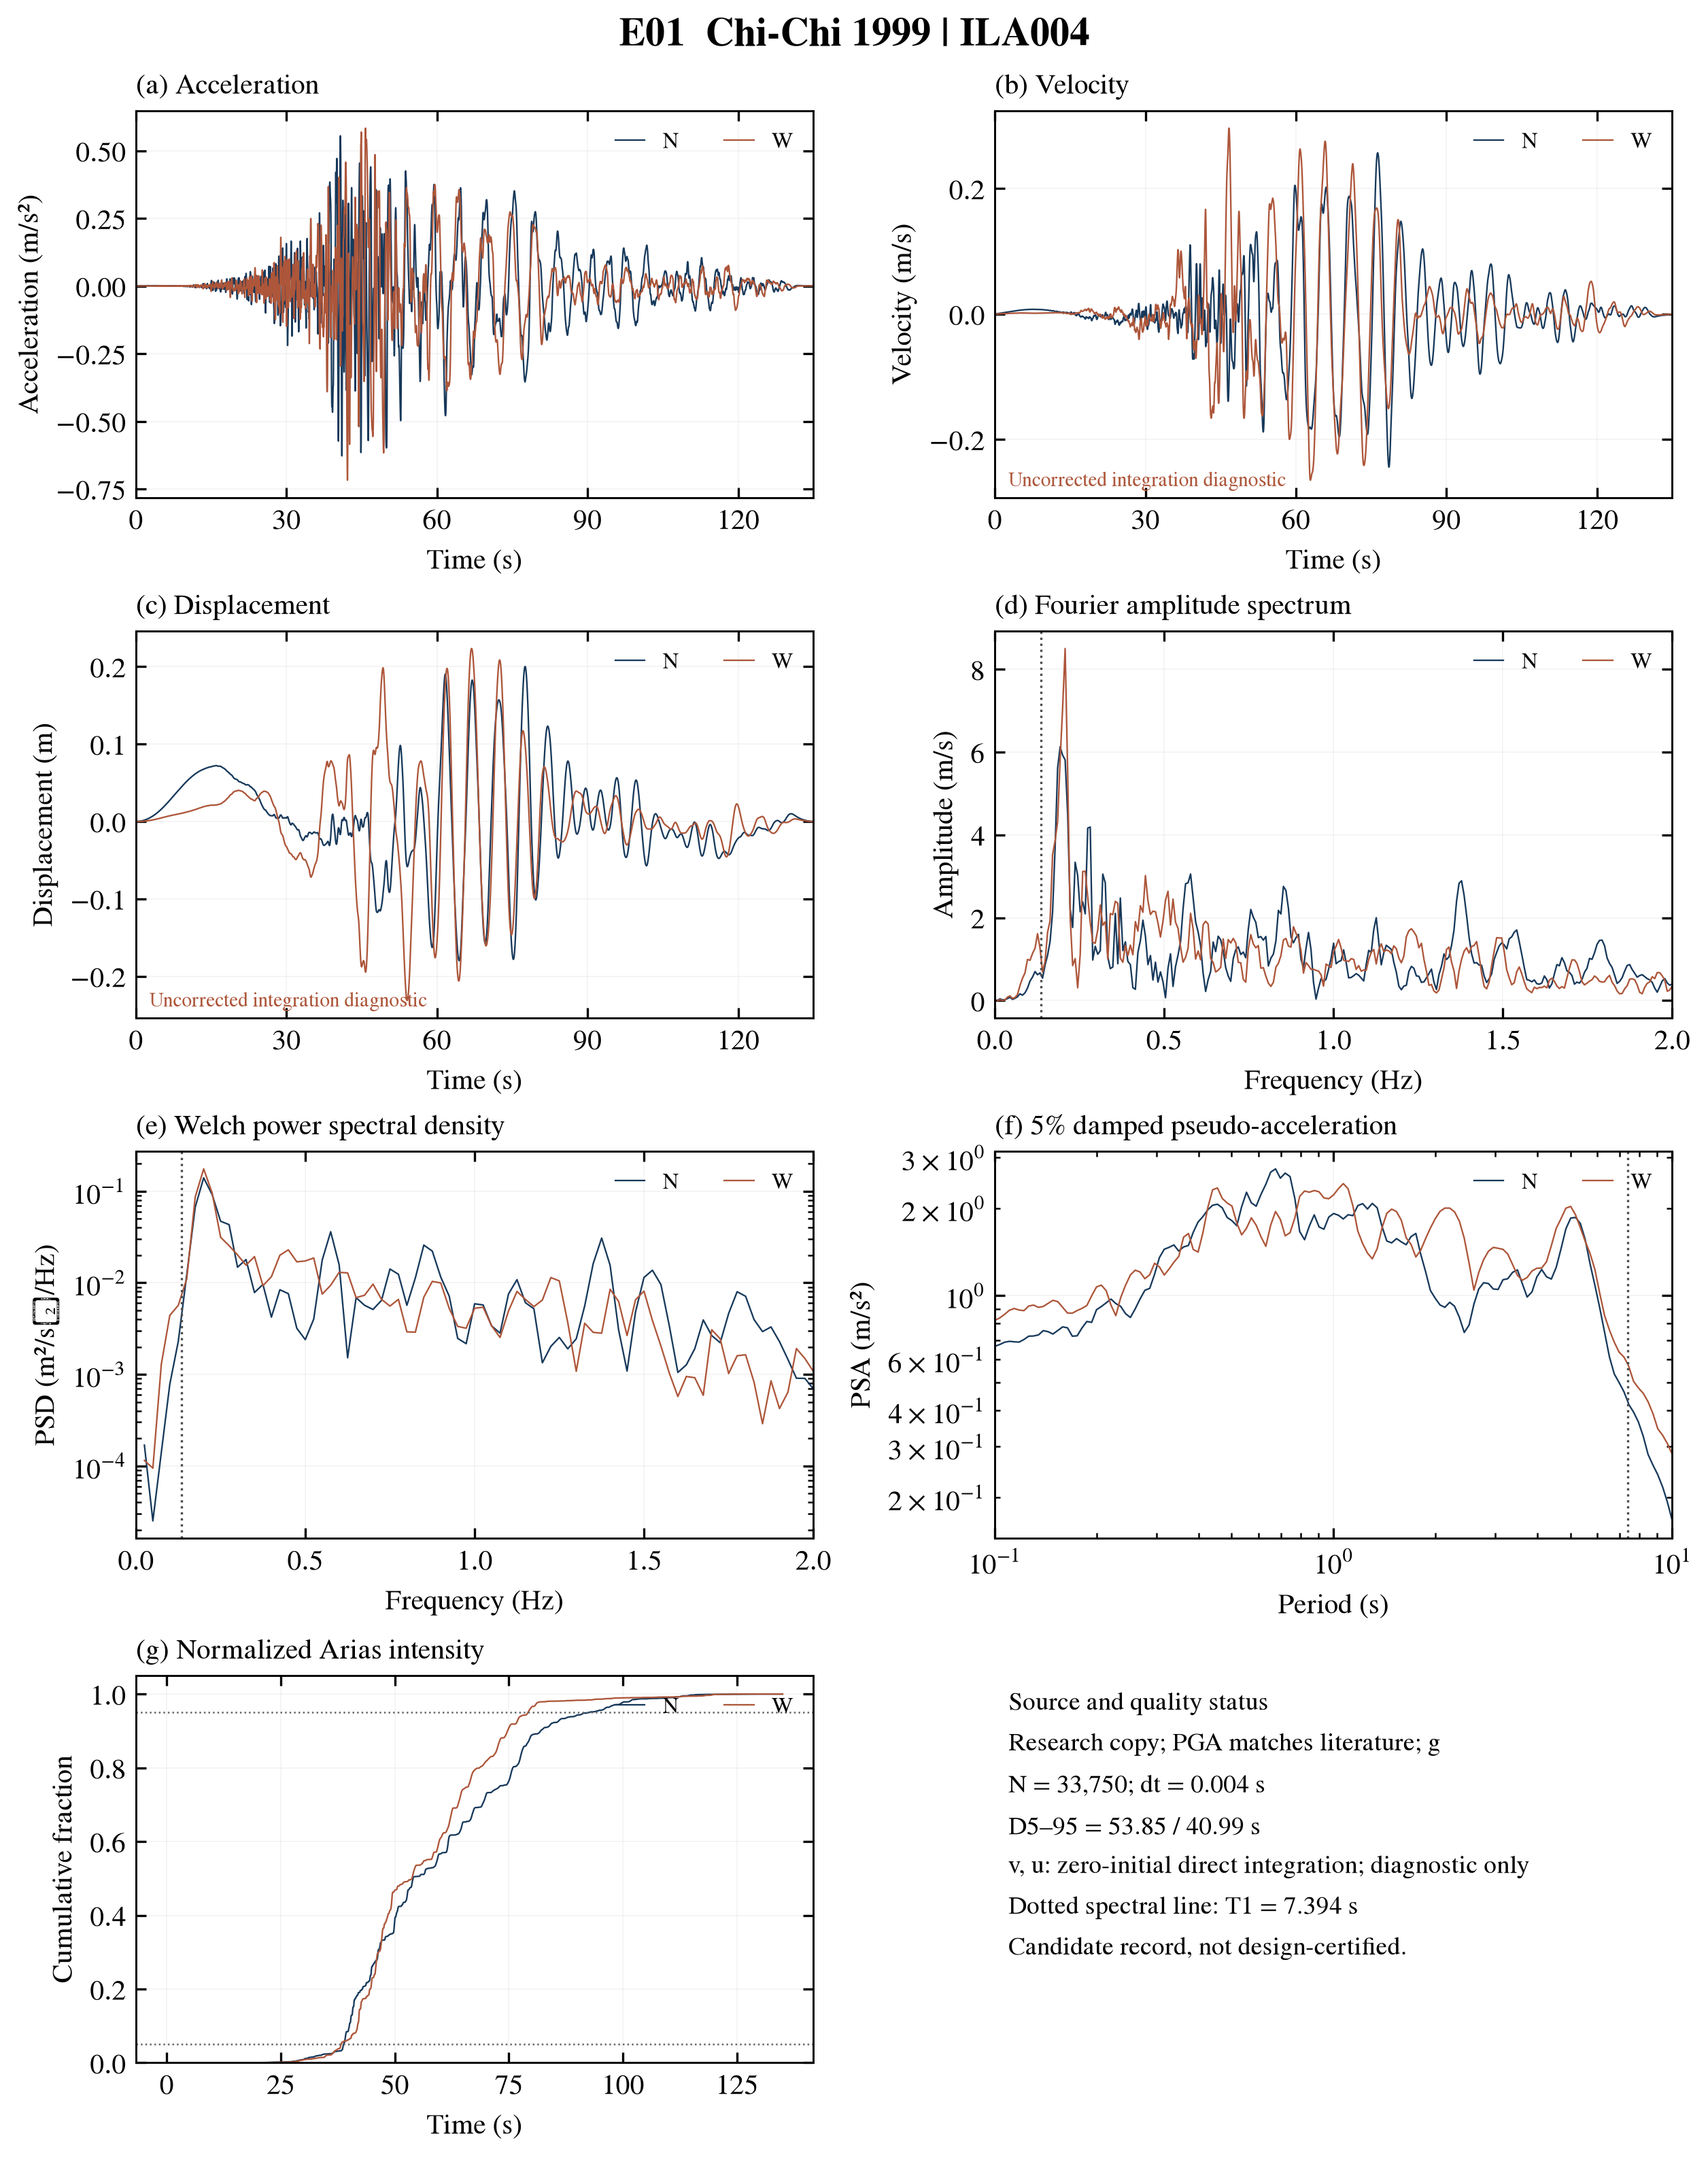 E01 Chi-Chi 1999 | ILA004
(a) Acceleration
N W
Acceleration (m/s²)
0.50
0.25
0.00
−0.25
−0.50
−0.75
0 30 60 90 120
Time (s)
(b) Velocity
N W
Velocity (m/s)
0.2
0.0
−0.2
Uncorrected integration diagnostic
0 30 60 90 120
Time (s)
(c) Displacement
N W
Displacement (m)
0.2
0.1
0.0
−0.1
−0.2
Uncorrected integration diagnostic
0 30 60 90 120
Time (s)
(d) Fourier amplitude spectrum
N W
Amplitude (m/s)
8
6
4
2
0
0.0 0.5 1.0 1.5 2.0
Frequency (Hz)
(e) Welch power spectral density
N W
PSD (m²/s/Hz)
10⁻¹
10⁻²
10⁻³
10⁻⁴
0.0 0.5 1.0 1.5 2.0
Frequency (Hz)
(f) 5% damped pseudo-acceleration
N W
PSA (m/s²)
3 × 10⁰
2 × 10⁰
10⁰
6 × 10⁻¹
4 × 10⁻¹
3 × 10⁻¹
2 × 10⁻¹
10⁻¹ 10⁰ 10¹
Period (s)
(g) Normalized Arias intensity
N W
Cumulative fraction
1.0
0.8
0.6
0.4
0.2
0.0
0 25 50 75 100 125
Time (s)
Source and quality status
Research copy; PGA matches literature; g
N = 33,750; dt = 0.004 s
D5–95 = 53.85 / 40.99 s
v, u: zero-initial direct integration; diagnostic only
Dotted spectral line: T1 = 7.394 s
Candidate record, not design-certified.